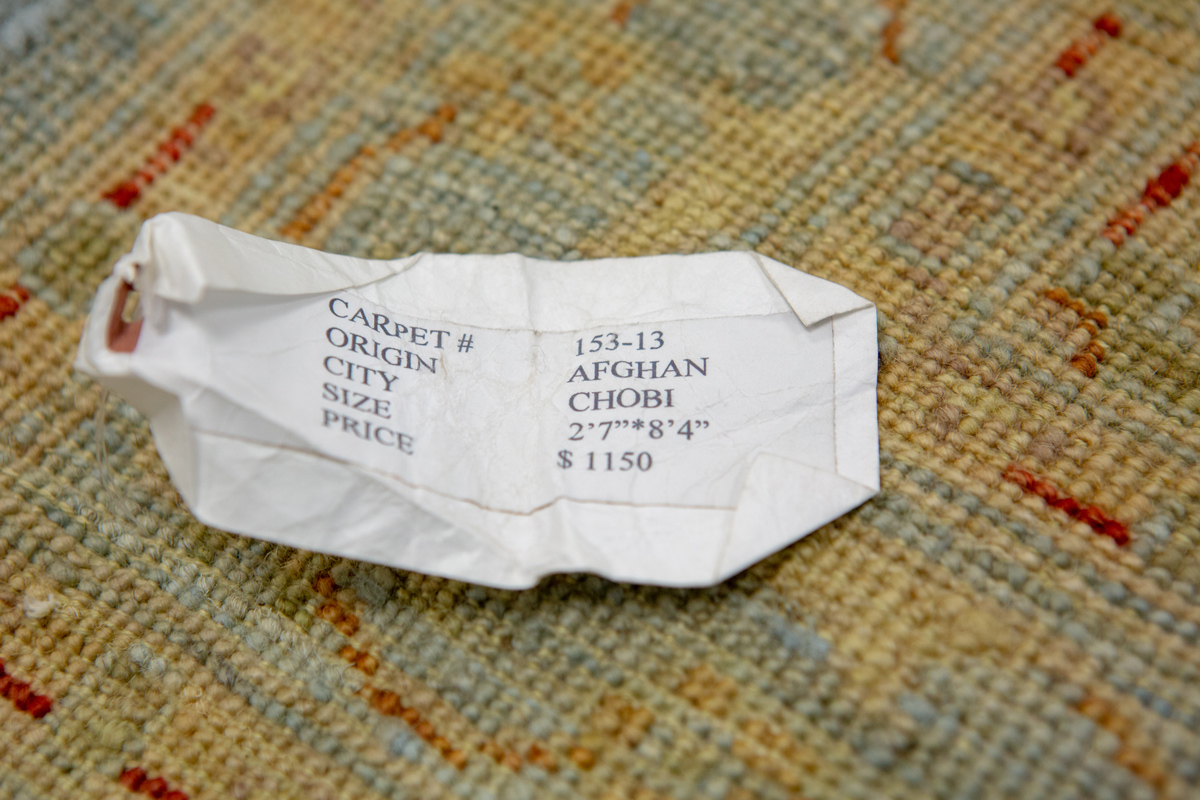 CARPET # 153-13
ORIGIN AFGHAN
CITY CHOBI
SIZE 2’7”*8’4”
PRICE $ 1150